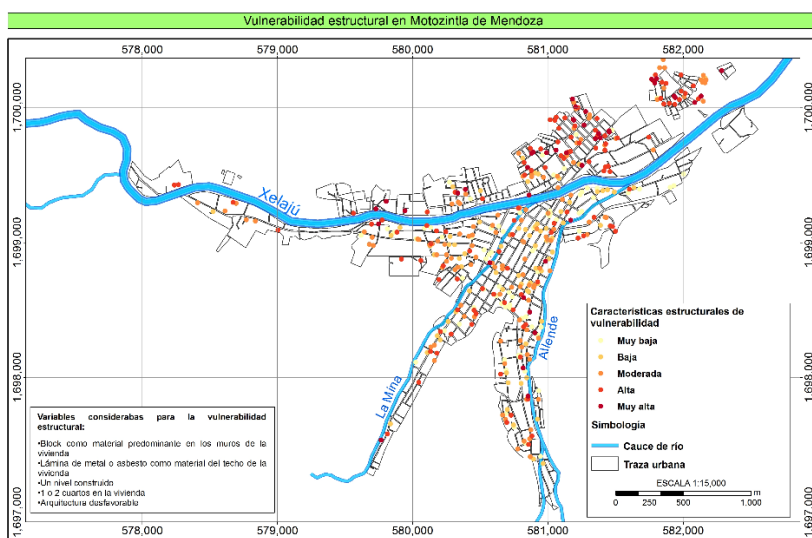 Vulnerabilidad estructural en Motozintla de Mendoza
578,000 579,000 580,000 581,000 582,000
1,700,000 1,700,000
Xelajú
1,699,000 1,699,000
Características estructurales de
vulnerabilidad
Muy baja
Baja
Moderada
Alta
Muy alta
Simbología
Cauce de río
Traza urbana
ESCALA 1:15,000
0 250 500 1.000 m
Allende
La Mina
1,698,000 1,698,000
Variables considerabas para la vulnerabilidad
estructural:
•Block como material predominante en los muros de la
vivienda
•Lámina de metal o asbesto como material del techo de la
vivienda
•Un nivel construido
•1 o 2 cuartos en la vivienda
•Arquitectura desfavorable
1,697,000 1,697,000
578,000 579,000 580,000 581,000 582,000